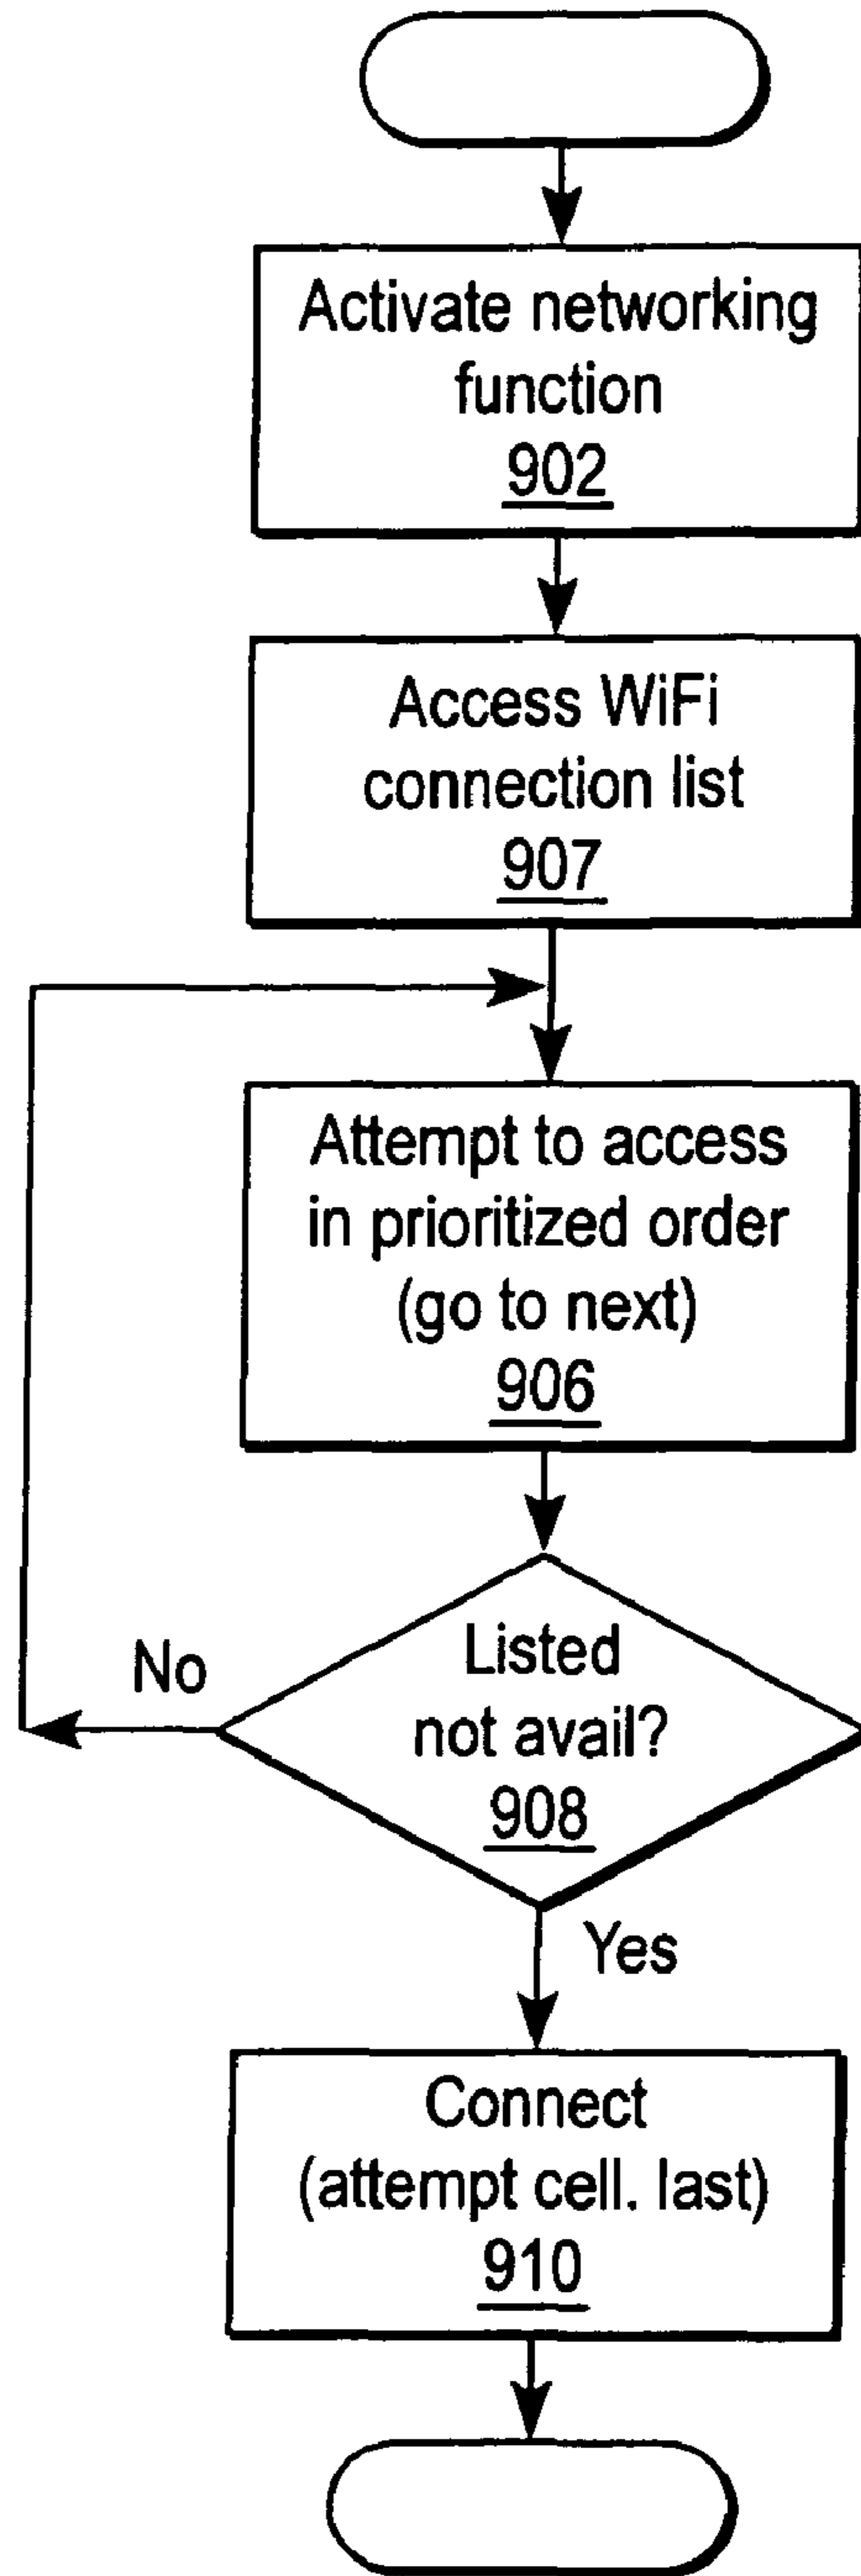 Activate networking
function
902
Access WiFi
connection list
907
Attempt to access
in prioritized order
(go to next)
906
Listed
not avail?
908
No
Yes
Connect
(attempt cell. last)
910